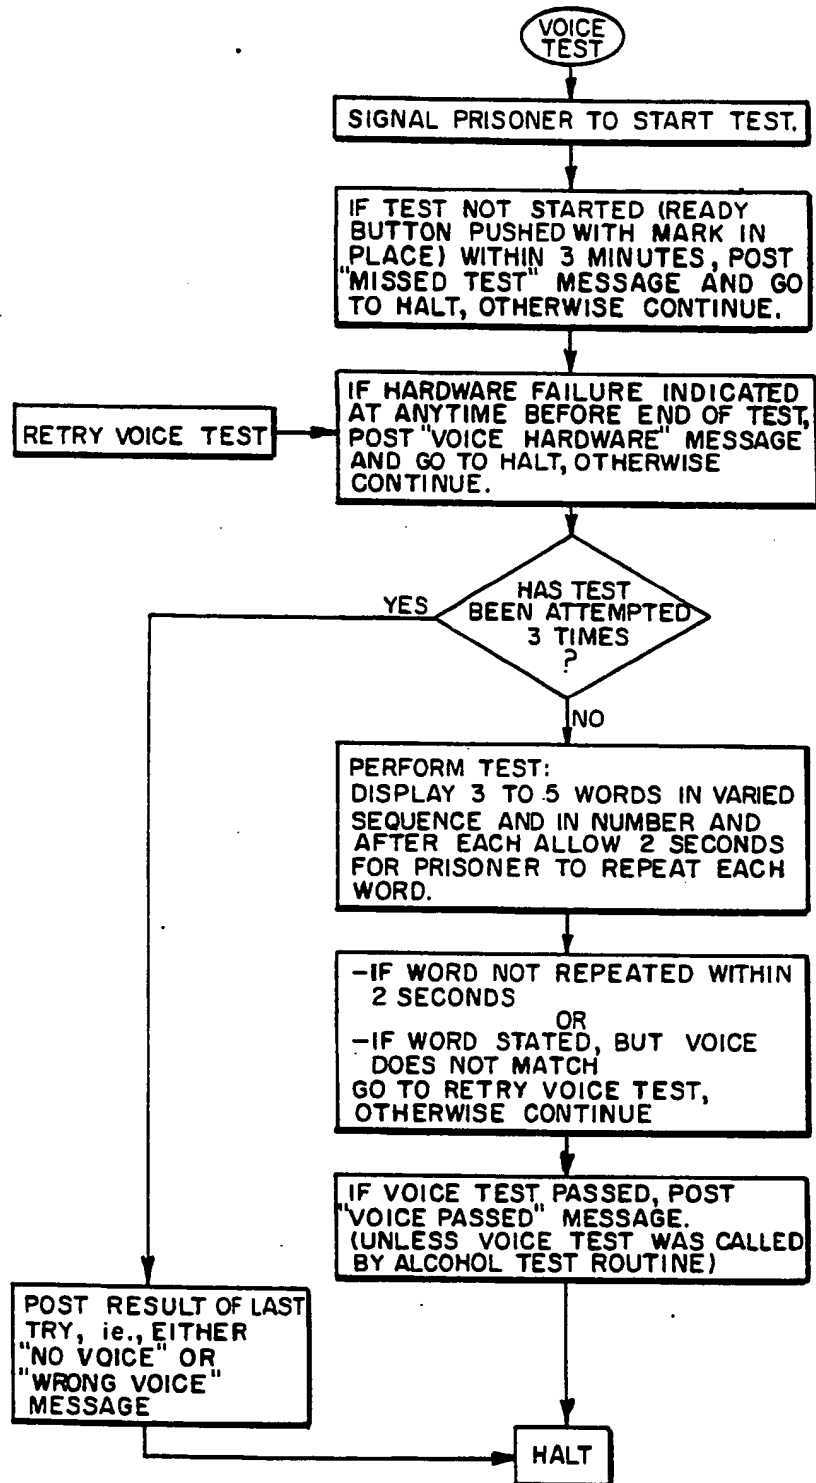 VOICE
TEST
SIGNAL PRISONER TO START TEST.
IF TEST NOT STARTED (READY
BUTTON PUSHED WITH MARK IN
PLACE) WITHIN 3 MINUTES, POST
"MISSED TEST" MESSAGE AND GO
TO HALT, OTHERWISE CONTINUE.
RETRY VOICE TEST
IF HARDWARE FAILURE INDICATED
AT ANYTIME BEFORE END OF TEST,
POST "VOICE HARDWARE" MESSAGE
AND GO TO HALT, OTHERWISE
CONTINUE.
YES
HAS TEST
BEEN ATTEMPTED
3 TIMES
?
NO
PERFORM TEST:
DISPLAY 3 TO 5 WORDS IN VARIED
SEQUENCE AND IN NUMBER AND
AFTER EACH ALLOW 2 SECONDS
FOR PRISONER TO REPEAT EACH
WORD.
-IF WORD NOT REPEATED WITHIN
2 SECONDS
OR
-IF WORD STATED, BUT VOICE
DOES NOT MATCH
GO TO RETRY VOICE TEST,
OTHERWISE CONTINUE
IF VOICE TEST PASSED, POST
"VOICE PASSED" MESSAGE.
(UNLESS VOICE TEST WAS CALLED
BY ALCOHOL TEST ROUTINE)
POST RESULT OF LAST
TRY, ie., EITHER
"NO VOICE" OR
"WRONG VOICE"
MESSAGE
HALT